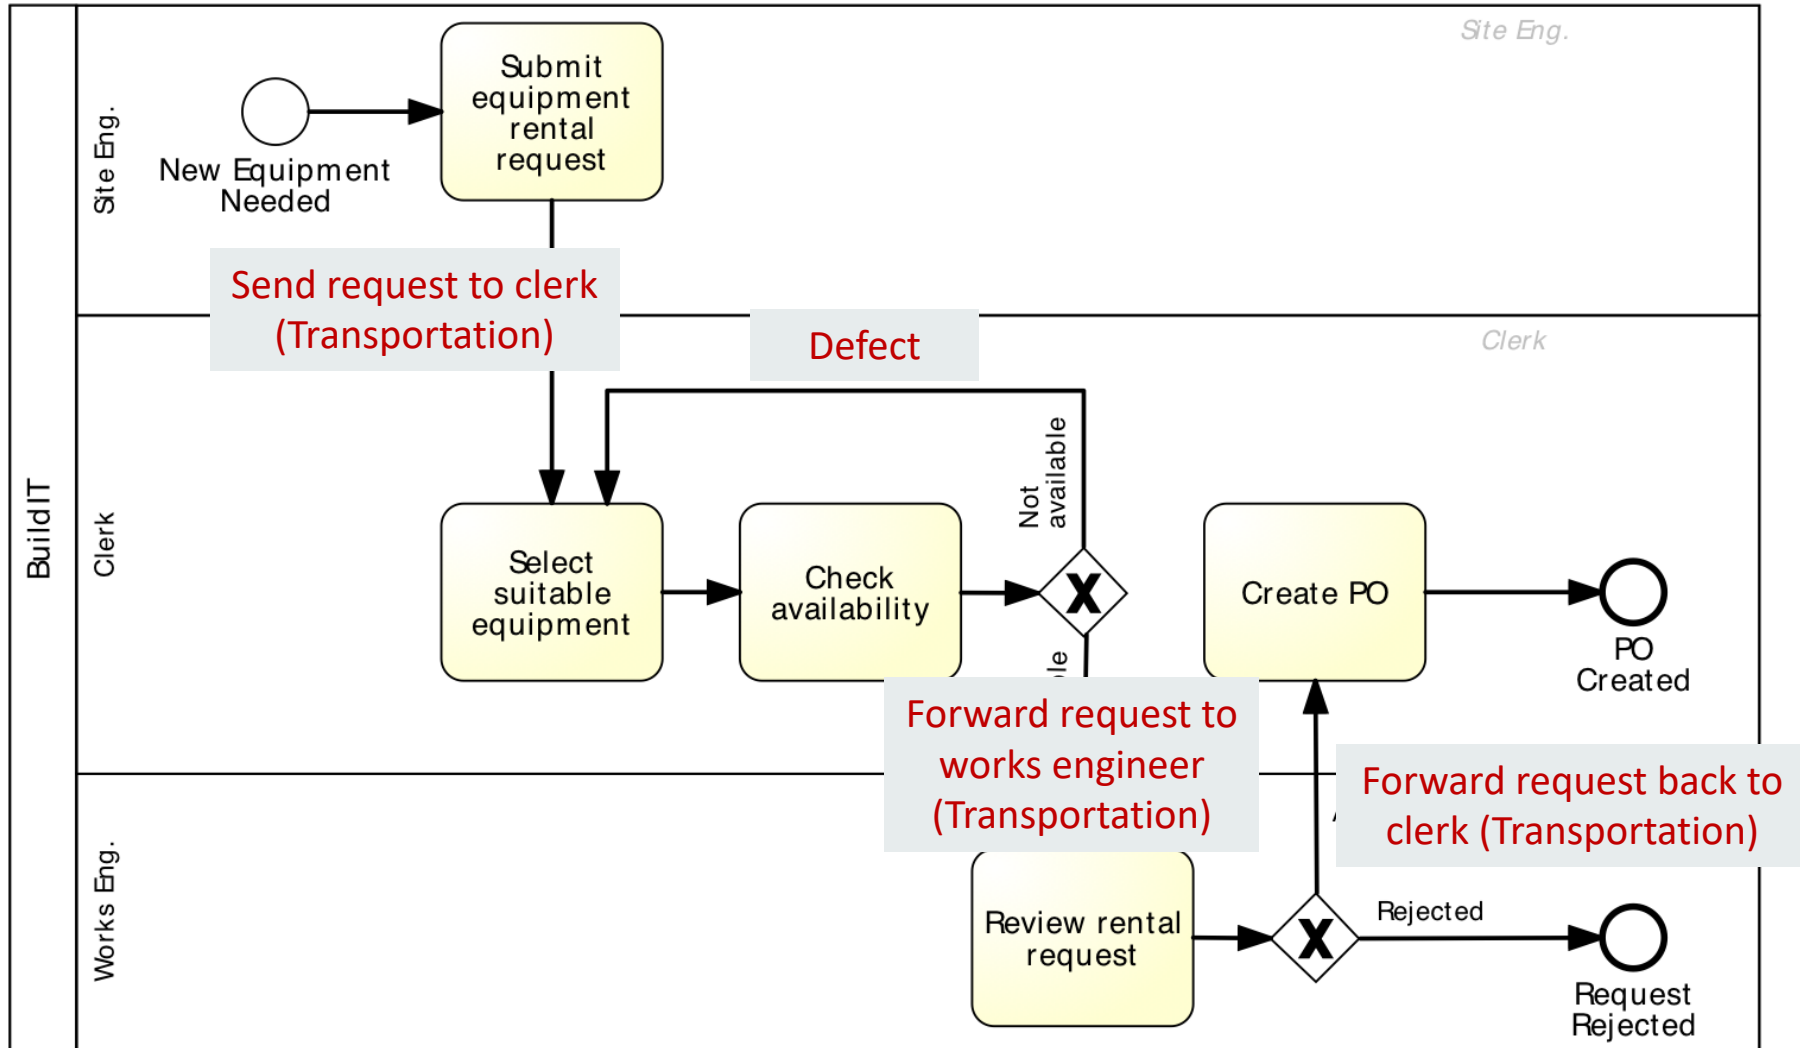 Site Eng.
Submit
equipment
rental
request
New Equipment
Needed
Site Eng.
Send request to clerk
(Transportation)
Defect
Clerk
BuildIT
Clerk
Not
available
Select
suitable
equipment
Check
availability
X
Create PO
PO
Created
Forward request to
works engineer
(Transportation)
Forward request back to
clerk (Transportation)
Works Eng.
Review rental
request
X
Rejected
Request
Rejected